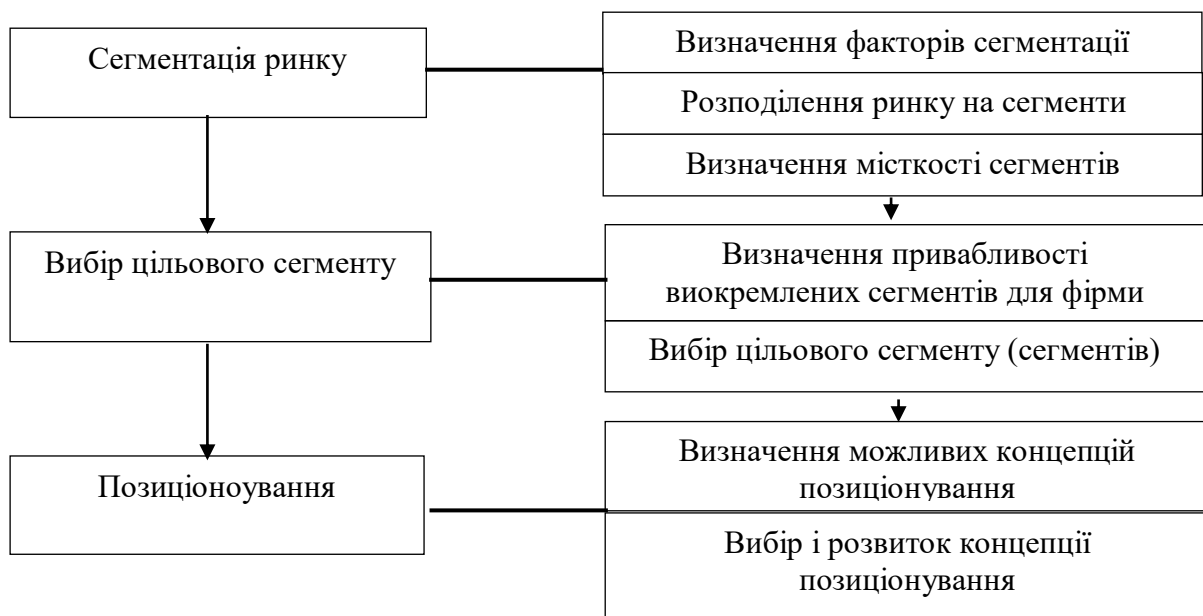 Сегментація ринку
Визначення факторів сегментації
Розподілення ринку на сегменти
Визначення місткості сегментів
Вибір цільового сегменту
Визначення привабливості
виокремлених сегментів для фірми
Вибір цільового сегменту (сегментів)
Позиціоноування
Визначення можливих концепцій
позиціонування
Вибір і розвиток концепції
позиціонування